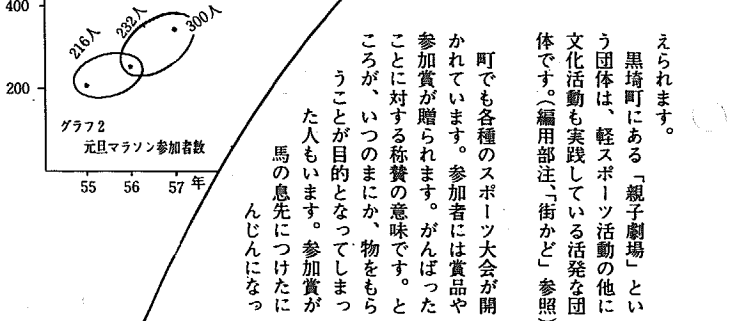 えられます。
黒埼町にある「親子劇場」とい
う団体は、軽スポーツ活動の他に
文化活動も実践している活発な団
体です。（編用部注、「街かど」参照）
町でも各種のスポーツ大会が開
かれています。参加者には賞品や
参加賞が贈られます。がんばった
ことに対する称賛の意味です。と
ころが、いつのまにか、物をもら
うことが目的となってしまっ
た人もいます。参加賞が
馬の息先につけたに
んじんになっ
400
200
216人
232人
300人
グラフ2
元旦マラソン参加者数
55 56 57 年